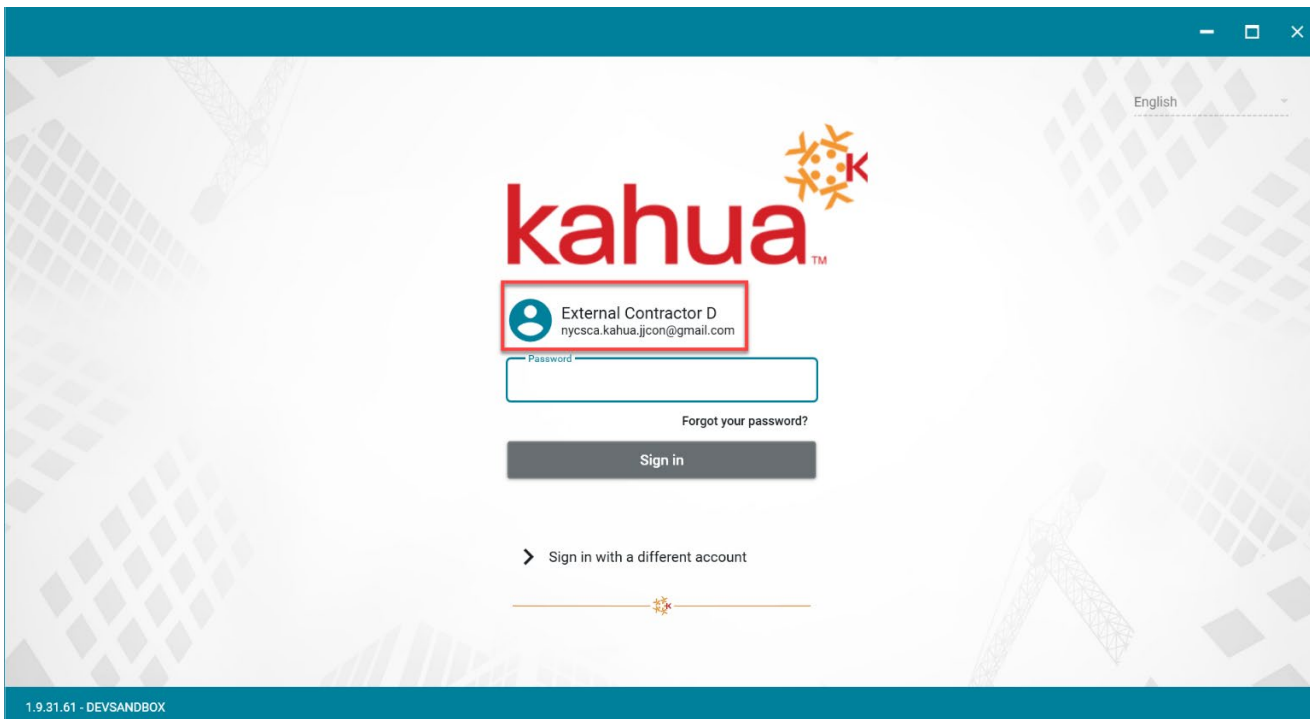 English
kahua
TM
K
External Contractor D
nycsca.kahua.jjcon@gmail.com
Password
Forgot your password?
Sign in
Sign in with a different account
K
1.9.31.61 - DEVSANDBOX